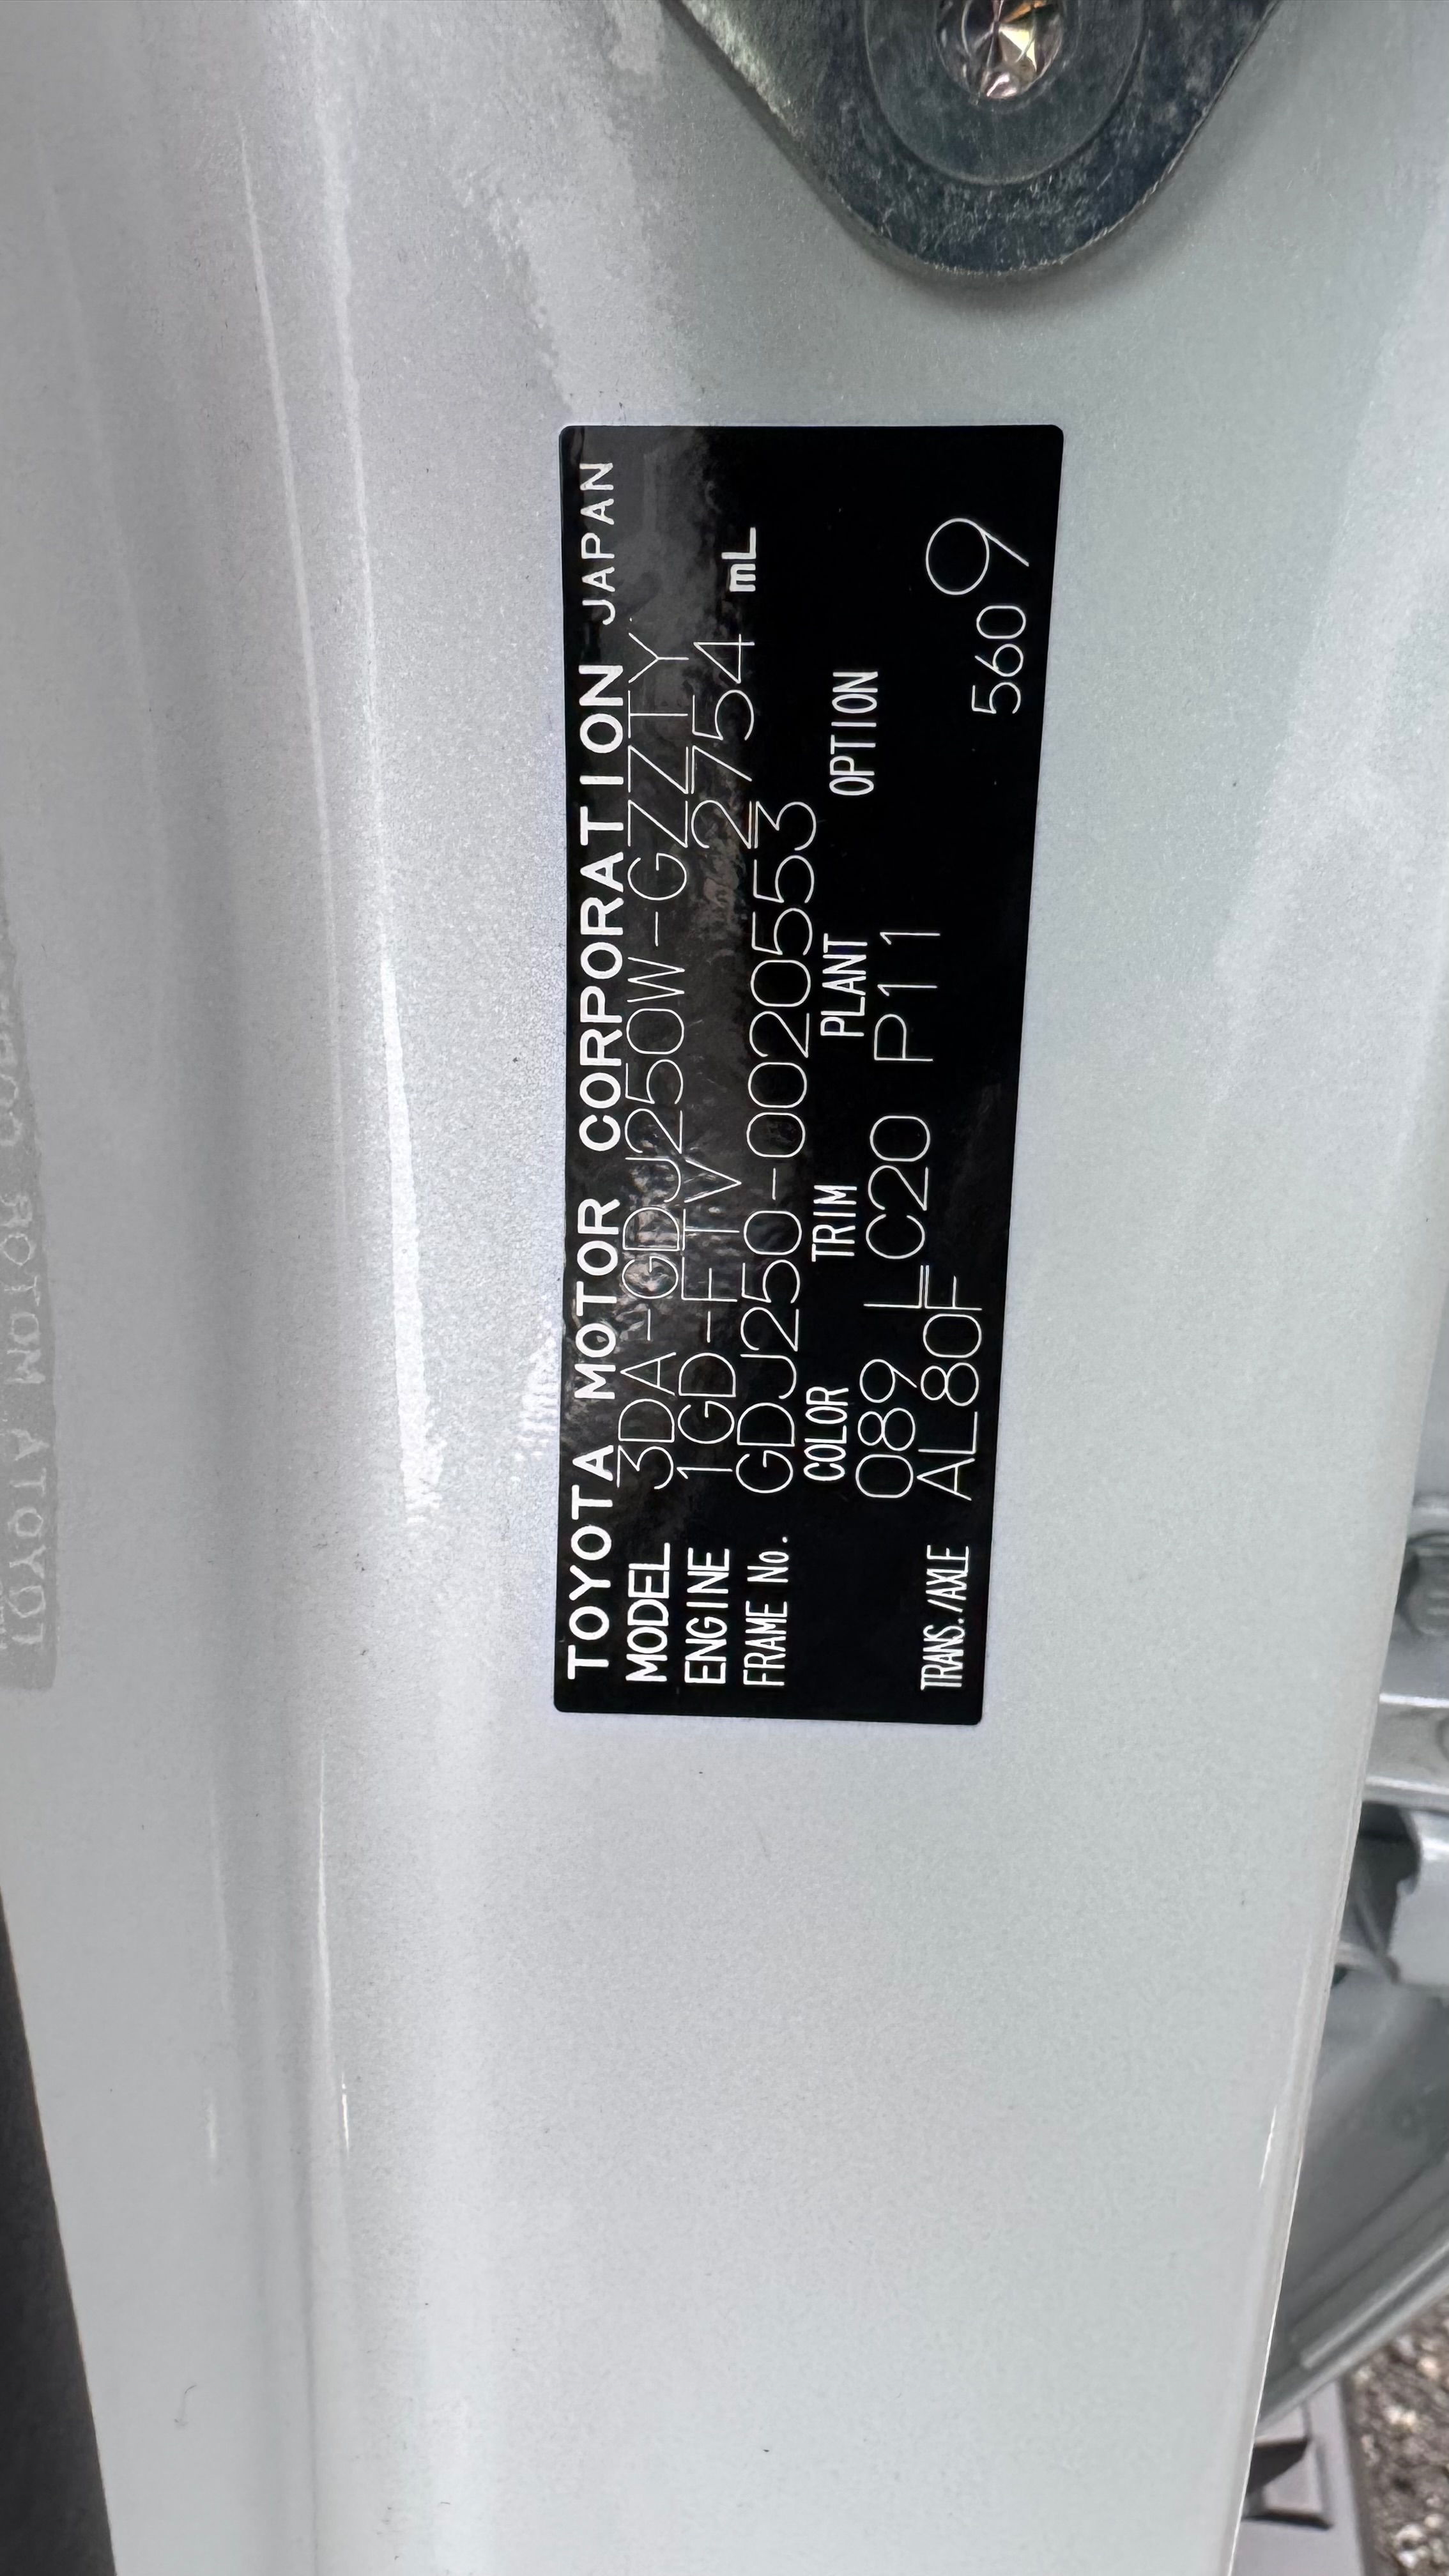 TOYOTA MOTOR CORPORATION JAPAN
MODEL 3DA-GDJ250W-GZZTY
ENGINE 1GD-FTV 2754 mL
FRAME No. GDJ250-0020553
COLOR TRIM PLANT OPTION
089 LC20 P11
TRANS./AXLE AL80F
5609